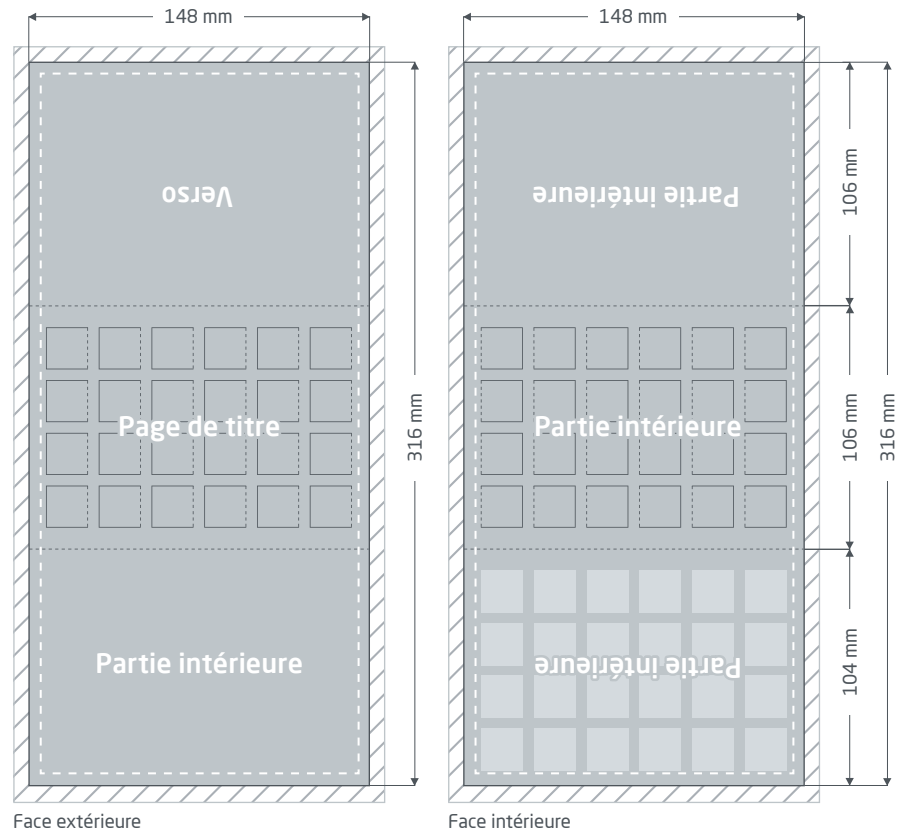 148 mm
148 mm
Verso
Partie intérieure
106 mm
Page de titre
Partie intérieure
316 mm
106 mm
316 mm
Partie intérieure
Partie intérieure
104 mm
Face extérieure
Face intérieure